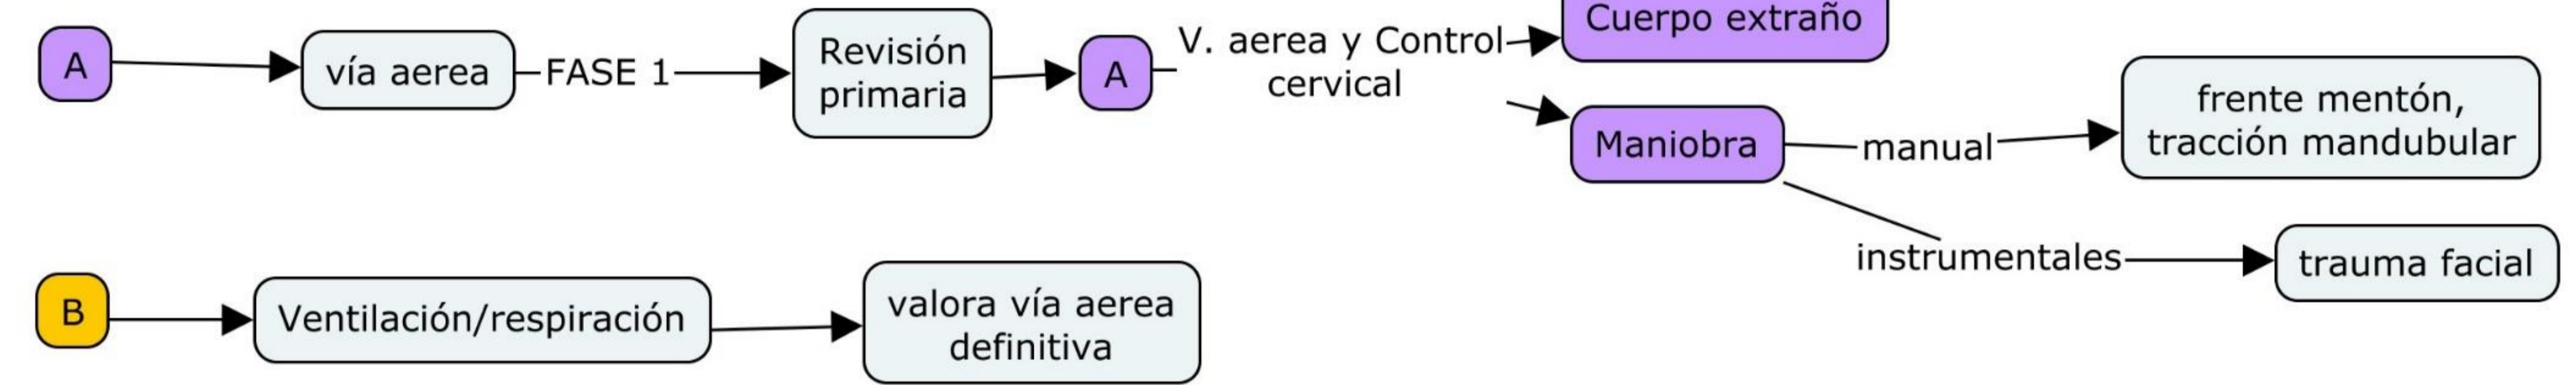 A
vía aerea
FASE 1
Revisión
primaria
A
V. aerea y Control
cervical
Cuerpo extraño
Maniobra
manual
frente mentón,
tracción mandubular
instrumentales
trauma facial
B
Ventilación/respiración
valora vía aerea
definitiva